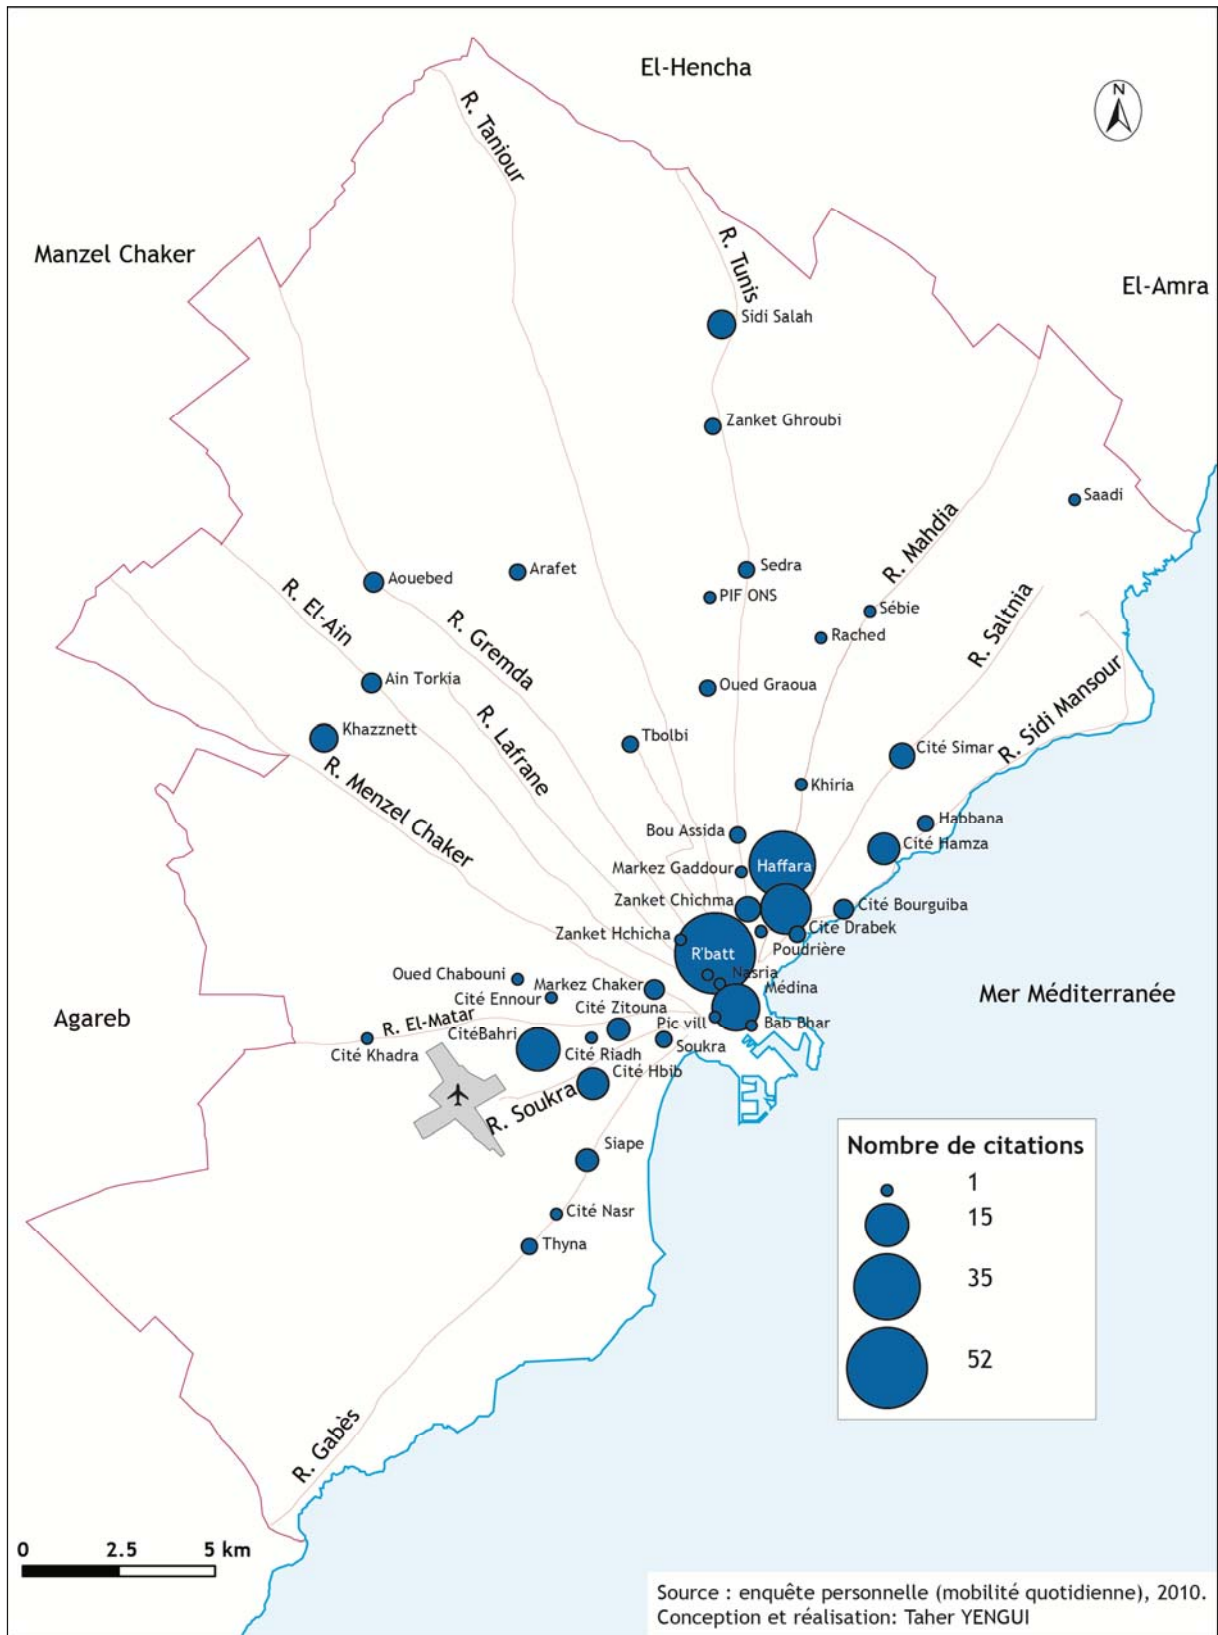 El-Hencha
N
R. Taniour
Manzel Chaker
R. Tunis
El-Amra
Sidi Salah
Zanket Ghroubi
Saadi
R. Mahdia
Aouebed
Arafet
Sedra
PIF ONS
R. El-Ain
R. Gremda
Sébie
Rached
R. Saltnia
Ain Torkia
Oued Graoua
R. Sidi Mansour
Khazznett
R. Lafrane
Tbolbi
Cité Simar
R. Menzel Chaker
Khiria
Habbana
Bou Assida
Cité Hamza
Markez Gaddour
Haffara
Zanket Chichma
Cité Bourguiba
Cité Drabek
Zanket Hchicha
Poudrière
R'batt
Oued Chabouni
Nasria
Markez Chaker
Médina
Cité Ennour
Cité Zitouna
Mer Méditerranée
Agareb
R. El-Matar
Pic vill
Bab Bhar
CitéBahri
Cité Khadra
Cité Riadh
Soukra
Cité Hbib
R. Soukra
Siape
Cité Nasr
Thyna
R. Gabès
Nombre de citations
1
15
35
52
0 2.5 5 km
Source : enquête personnelle (mobilité quotidienne), 2010.
Conception et réalisation: Taher YENGUI